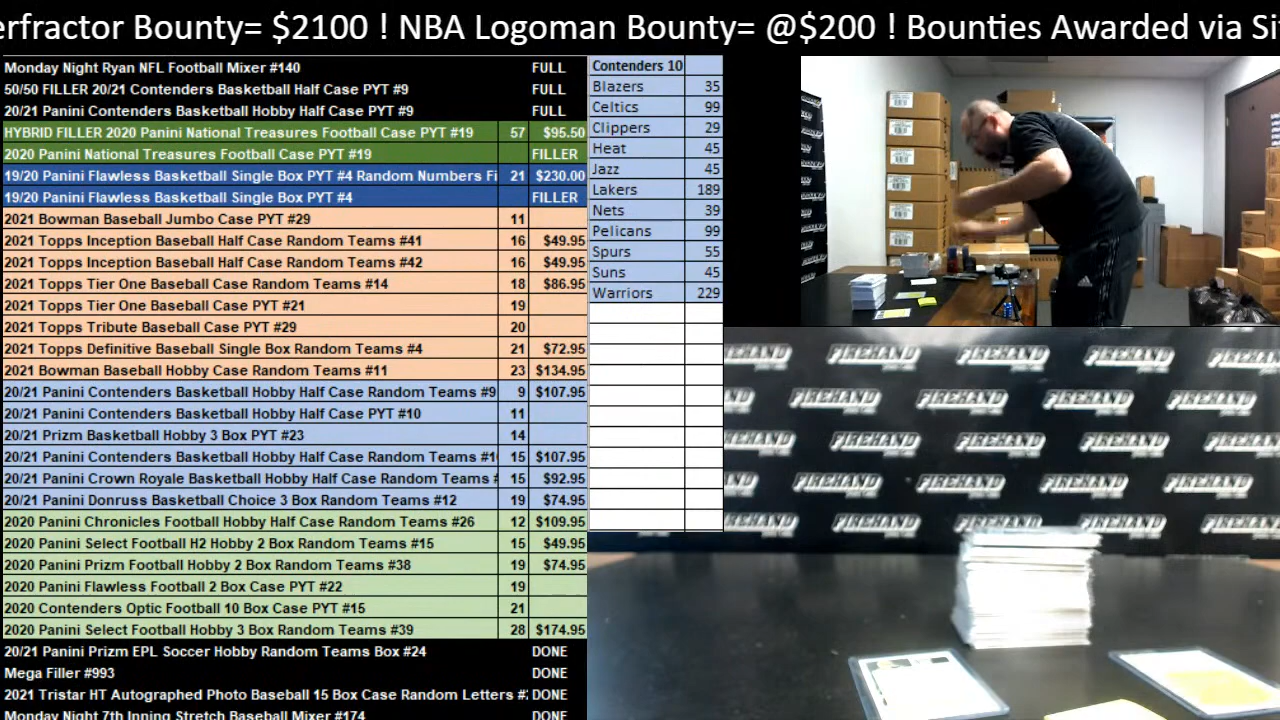 erfractor Bounty= $2100 ! NBA Logoman Bounty= @$200 ! Bounties Awarded via Si
Monday Night Ryan NFL Football Mixer #140 FULL
50/50 FILLER 20/21 Contenders Basketball Half Case PYT #9 FULL
20/21 Panini Contenders Basketball Hobby Half Case PYT #9 FULL
HYBRID FILLER 2020 Panini National Treasures Football Case PYT #19 57 $95.50
2020 Panini National Treasures Football Case PYT #19 FILLER
19/20 Panini Flawless Basketball Single Box PYT #4 Random Numbers Fi 21 $230.00
19/20 Panini Flawless Basketball Single Box PYT #4 FILLER
2021 Bowman Baseball Jumbo Case PYT #29 11
2021 Topps Inception Baseball Half Case Random Teams #41 16 $49.95
2021 Topps Inception Baseball Half Case Random Teams #42 16 $49.95
2021 Topps Tier One Baseball Case Random Teams #14 18 $86.95
2021 Topps Tier One Baseball Case PYT #21 19
2021 Topps Tribute Baseball Case PYT #29 20
2021 Topps Definitive Baseball Single Box Random Teams #4 21 $72.95
2021 Bowman Baseball Hobby Case Random Teams #11 23 $134.95
20/21 Panini Contenders Basketball Hobby Half Case Random Teams #9 9 $107.95
20/21 Panini Contenders Basketball Hobby Half Case PYT #10 11
20/21 Prizm Basketball Hobby 3 Box PYT #23 14
20/21 Panini Contenders Basketball Hobby Half Case Random Teams #1 15 $107.95
20/21 Panini Crown Royale Basketball Hobby Half Case Random Teams # 15 $92.95
20/21 Panini Donruss Basketball Choice 3 Box Random Teams #12 19 $74.95
2020 Panini Chronicles Football Hobby Half Case Random Teams #26 12 $109.95
2020 Panini Select Football H2 Hobby 2 Box Random Teams #15 15 $49.95
2020 Panini Prizm Football Hobby 2 Box Random Teams #38 19 $74.95
2020 Panini Flawless Football 2 Box Case PYT #22 19
2020 Contenders Optic Football 10 Box Case PYT #15 21
2020 Panini Select Football Hobby 3 Box Random Teams #39 28 $174.95
20/21 Panini Prizm EPL Soccer Hobby Random Teams Box #24 DONE
Mega Filler #993 DONE
2021 Tristar HT Autographed Photo Baseball 15 Box Case Random Letters #: DONE
Monday Night 7th Inning Stretch Baseball Mixer #174 DONE
Contenders 10
Blazers 35
Celtics 99
Clippers 29
Heat 45
Jazz 45
Lakers 189
Nets 39
Pelicans 99
Spurs 55
Suns 45
Warriors 229
FIREHAND FIREHAND FIREHAND FIREHAND
FIREHAND FIREHAND FIREHAND FIREHAND
FIREHAND FIREHAND FIREHAND FIREHAND
FIREHAND FIREHAND FIREHAND FIREHAND
FIREHAND FIREHAND FIREHAND FIREHAND